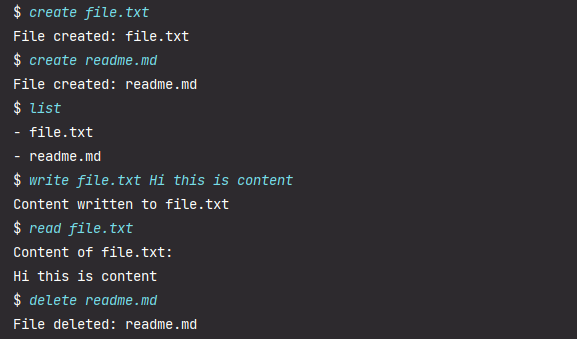 $ create file.txt
File created: file.txt
$ create readme.md
File created: readme.md
$ list
- file.txt
- readme.md
$ write file.txt Hi this is content
Content written to file.txt
$ read file.txt
Content of file.txt:
Hi this is content
$ delete readme.md
File deleted: readme.md